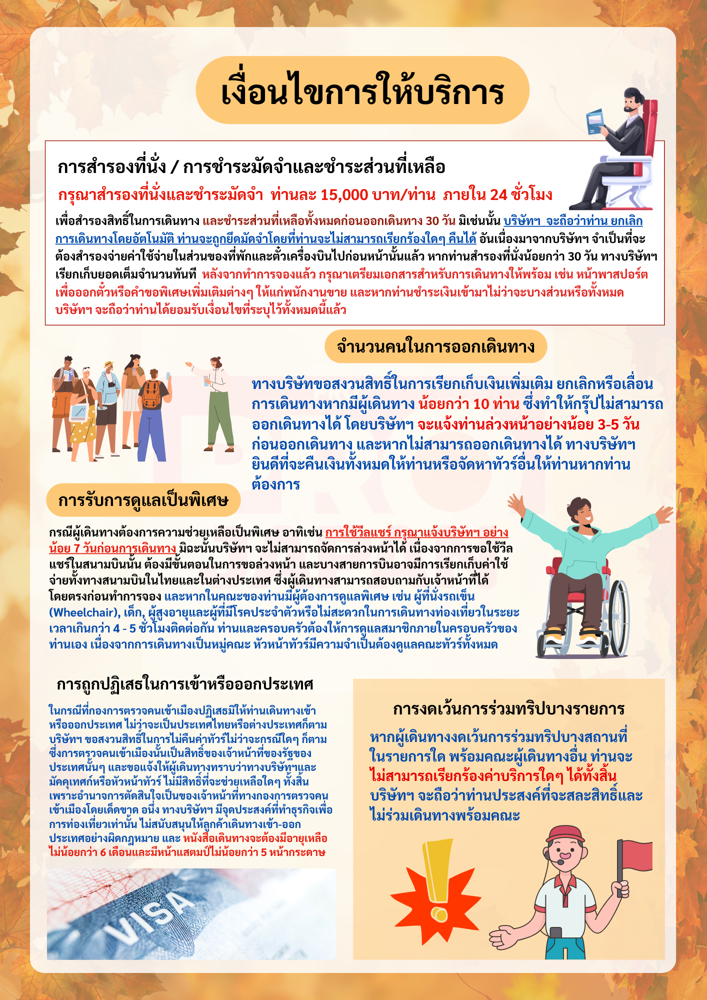 เงื่อนไขการให้บริการ
การสำรองที่นั่ง / การชำระมัดจำและชำระส่วนที่เหลือ
กรุณาสำรองที่นั่งและชำระมัดจำ ท่านละ 15,000 บาท/ท่าน ภายใน 24 ชั่วโมง
เพื่อสำรองสิทธิ์ในการเดินทาง และชำระส่วนที่เหลือทั้งหมดก่อนออกเดินทาง 30 วัน มิเช่นนั้น บริษัทฯ จะถือว่าท่าน ยกเลิก
การเดินทางโดยอัตโนมัติ ท่านจะถูกยึดมัดจำโดยที่ท่านจะไม่สามารถเรียกร้องใดๆ คืนได้ อันเนื่องมาจากบริษัทฯ จำเป็นที่จะ
ต้องสำรองจ่ายค่าใช้จ่ายในส่วนของที่พักและตั๋วเครื่องบินไปก่อนหน้านั้นแล้ว หากท่านสำรองที่นั่งน้อยกว่า 30 วัน ทางบริษัทฯ
เรียกเก็บยอดเต็มจำนวนทันที หลังจากทำการจองแล้ว กรุณาเตรียมเอกสารสำหรับการเดินทางให้พร้อม เช่น หน้าพาสปอร์ต
เพื่อออกตั๋วหรือคำขอพิเศษเพิ่มเติมต่างๆ ให้แก่พนักงานขาย และหากท่านชำระเงินเข้ามาไม่ว่าจะบางส่วนหรือทั้งหมด
บริษัทฯ จะถือว่าท่านได้ยอมรับเงื่อนไขที่ระบุไว้ทั้งหมดนี้แล้ว
จำนวนคนในการออกเดินทาง
ทางบริษัทขอสงวนสิทธิ์ในการเรียกเก็บเงินเพิ่มเติม ยกเลิกหรือเลื่อน
การเดินทางหากมีผู้เดินทาง น้อยกว่า 10 ท่าน ซึ่งทำให้กรุ๊ปไม่สามารถ
ออกเดินทางได้ โดยบริษัทฯ จะแจ้งท่านล่วงหน้าอย่างน้อย 3-5 วัน
ก่อนออกเดินทาง และหากไม่สามารถออกเดินทางได้ ทางบริษัทฯ
ยินดีที่จะคืนเงินทั้งหมดให้ท่านหรือจัดหาทัวร์อื่นให้ท่านหากท่าน
ต้องการ
การรับการดูแลเป็นพิเศษ
กรณีผู้เดินทางต้องการความช่วยเหลือเป็นพิเศษ อาทิเช่น การใช้วีลแชร์ กรุณาแจ้งบริษัทฯ อย่าง
น้อย 7 วันก่อนการเดินทาง มิฉะนั้นบริษัทฯ จะไม่สามารถจัดการล่วงหน้าได้ เนื่องจากการขอใช้วีล
แชร์ในสนามบินนั้น ต้องมีขั้นตอนในการขอล่วงหน้า และบางสายการบินอาจมีการเรียกเก็บค่าใช้
จ่ายทั้งทางสนามบินในไทยและในต่างประเทศ ซึ่งผู้เดินทางสามารถสอบถามกับเจ้าหน้าที่ได้
โดยตรงก่อนทำการจอง และหากในคณะของท่านมีผู้ต้องการดูแลพิเศษ เช่น ผู้ที่นั่งรถเข็น
(Wheelchair), เด็ก, ผู้สูงอายุและผู้ที่มีโรคประจำตัวหรือไม่สะดวกในการเดินทางท่องเที่ยวในระยะ
เวลาเกินกว่า 4 - 5 ชั่วโมงติดต่อกัน ท่านและครอบครัวต้องให้การดูแลสมาชิกภายในครอบครัวของ
ท่านเอง เนื่องจากการเดินทางเป็นหมู่คณะ หัวหน้าทัวร์มีความจำเป็นต้องดูแลคณะทัวร์ทั้งหมด
การถูกปฏิเสธในการเข้าหรือออกประเทศ
ในกรณีที่กองการตรวจคนเข้าเมืองปฏิเสธมิให้ท่านเดินทางเข้า
หรือออกประเทศ ไม่ว่าจะเป็นประเทศไทยหรือต่างประเทศก็ตาม
บริษัทฯ ขอสงวนสิทธิ์ในการไม่คืนค่าทัวร์ไม่ว่าจะกรณีใดๆ ก็ตาม
ซึ่งการตรวจคนเข้าเมืองนั้นเป็นสิทธิ์ของเจ้าหน้าที่ของรัฐของ
ประเทศนั้นๆ และขอแจ้งให้ผู้เดินทางทราบว่าทางบริษัทฯและ
มัคคุเทศก์หรือหัวหน้าทัวร์ ไม่มีสิทธิ์ที่จะช่วยเหลือใดๆ ทั้งสิ้น
เพราะอำนาจการตัดสินใจเป็นของเจ้าหน้าที่ทางกองการตรวจคน
เข้าเมืองโดยเด็ดขาด อนึ่ง ทางบริษัทฯ มีจุดประสงค์ที่ทำธุรกิจเพื่อ
การท่องเที่ยวเท่านั้น ไม่สนับสนุนให้ลูกค้าเดินทางเข้า-ออก
ประเทศอย่างผิดกฎหมาย และ หนังสือเดินทางจะต้องมีอายุเหลือ
ไม่น้อยกว่า 6 เดือนและมีหน้าแสตมป์ไม่น้อยกว่า 5 หน้ากระดาษ
VISA
การงดเว้นการร่วมทริปบางรายการ
หากผู้เดินทางงดเว้นการร่วมทริปบางสถานที่
ในรายการใด พร้อมคณะผู้เดินทางอื่น ท่านจะ
ไม่สามารถเรียกร้องค่าบริการใดๆ ได้ทั้งสิ้น
บริษัทฯ จะถือว่าท่านประสงค์ที่จะสละสิทธิ์และ
ไม่ร่วมเดินทางพร้อมคณะ